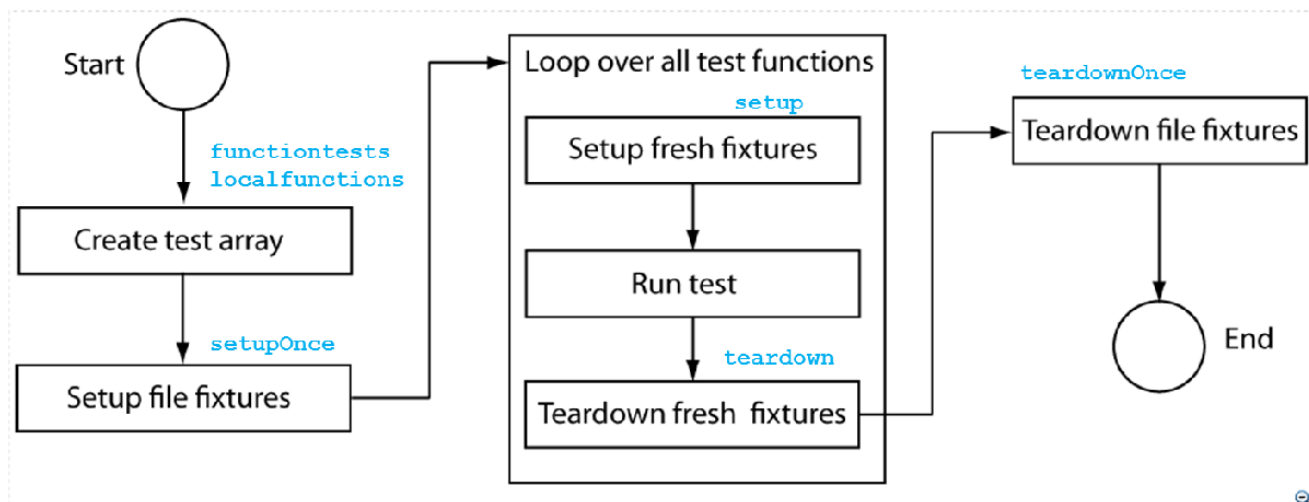 Start
functiontests
localfunctions
Create test array
setupOnce
Setup file fixtures
Loop over all test functions
setup
Setup fresh fixtures
Run test
teardown
Teardown fresh fixtures
teardownOnce
Teardown file fixtures
End